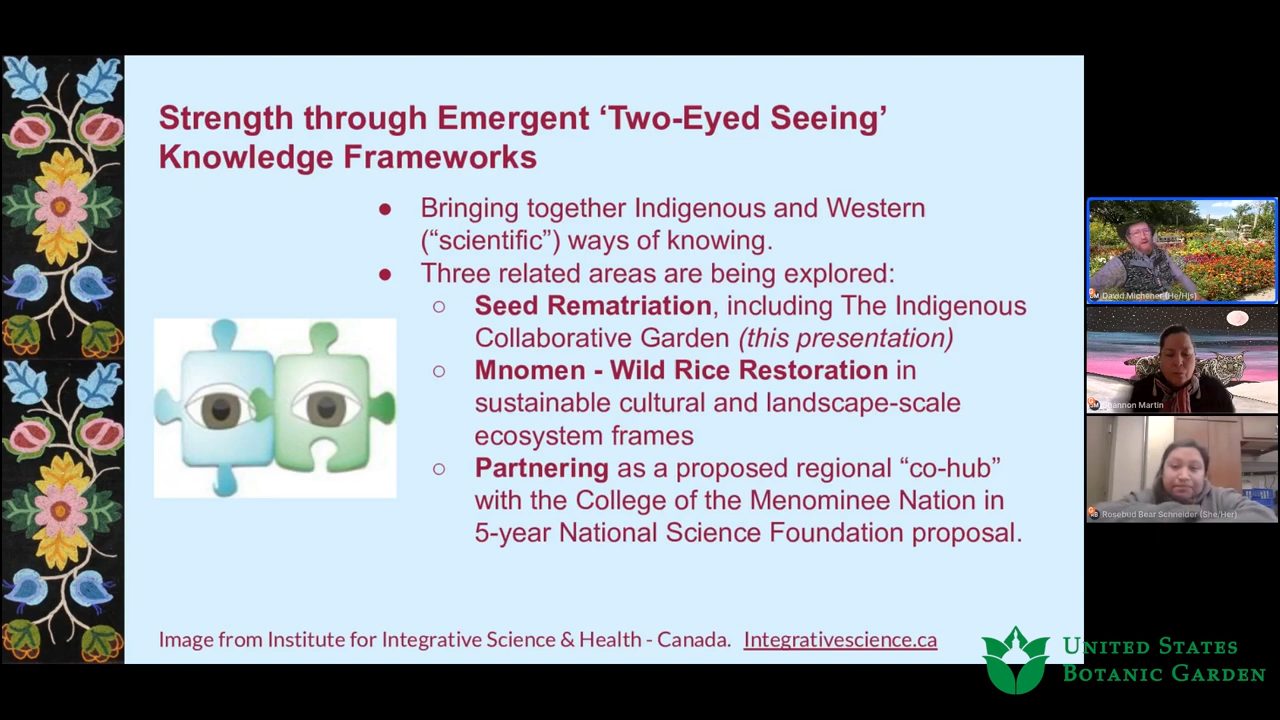 Strength through Emergent ‘Two-Eyed Seeing’
Knowledge Frameworks
● Bringing together Indigenous and Western
(“scientific”) ways of knowing.
● Three related areas are being explored:
○ Seed Rematriation, including The Indigenous
Collaborative Garden (this presentation)
○ Mnomen - Wild Rice Restoration in
sustainable cultural and landscape-scale
ecosystem frames
○ Partnering as a proposed regional “co-hub”
with the College of the Menominee Nation in
5-year National Science Foundation proposal.
Image from Institute for Integrative Science & Health - Canada. Integrativescience.ca
David Michener (He/His)
Shannon Martin
Rosebud Bear Schneider (She/Her)
UNITED STATES
BOTANIC GARDEN